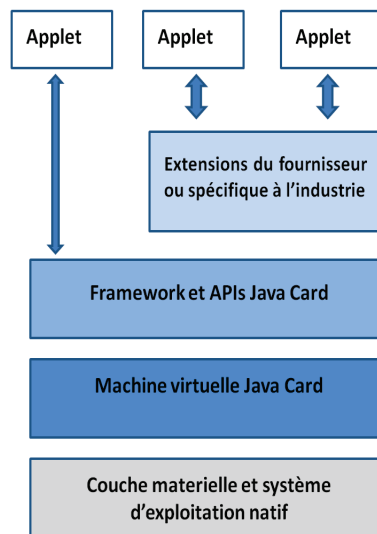 Applet
Applet
Applet
Extensions du fournisseur
ou spécifique à l'industrie
Framework et APIs Java Card
Machine virtuelle Java Card
Couche materielle et système
d'exploitation natif